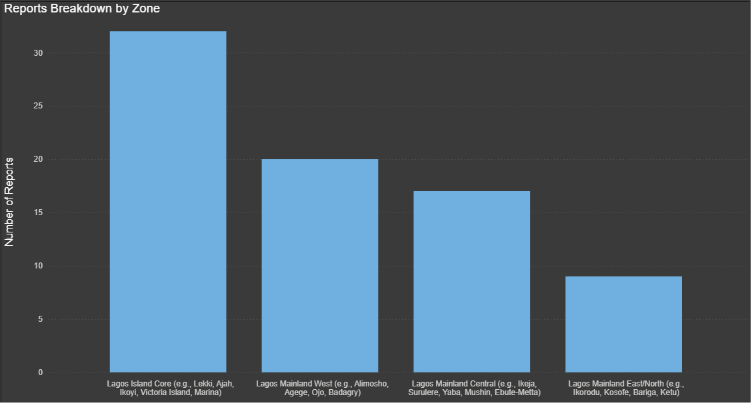 Reports Breakdown by Zone
Number of Reports
30
25
20
15
10
5
0
Lagos Island Core (e.g., Lekki, Ajah,
Ikoyi, Victoria Island, Marina)
Lagos Mainland West (e.g., Alimosho,
Agege, Ojo, Badagry)
Lagos Mainland Central (e.g., Ikeja,
Surulere, Yaba, Mushin, Ebute-Metta)
Lagos Mainland East/North (e.g.,
Ikorodu, Kosofe, Bariga, Ketu)